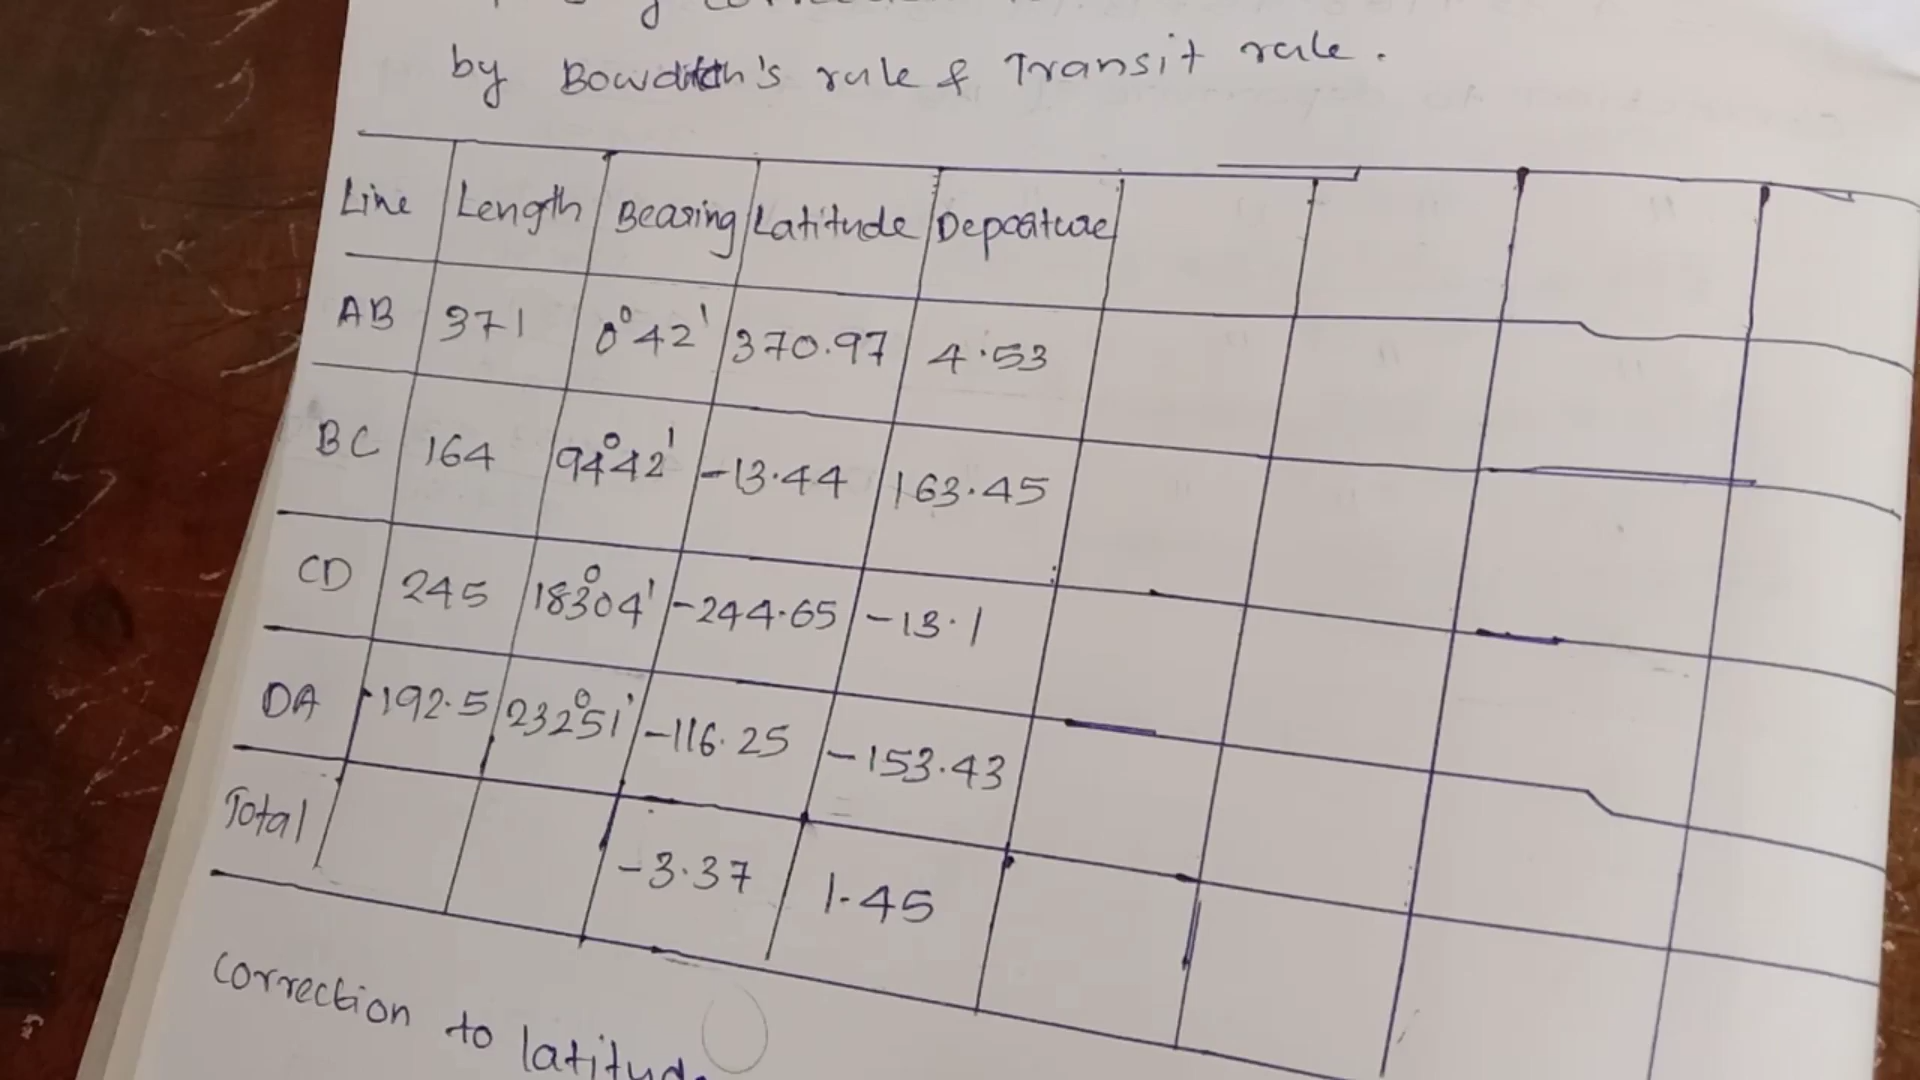 by Bowditch's rule & Transit rule.
Line Length Bearing Latitude Deparature
AB 371 0°42' 370.97 4.53
BC 164 94°42' -13.44 163.45
CD 245 183°04' -244.65 -13.1
DA 192.5 232°51' -116.25 -153.43
Total -3.37 1.45
correction to latitude